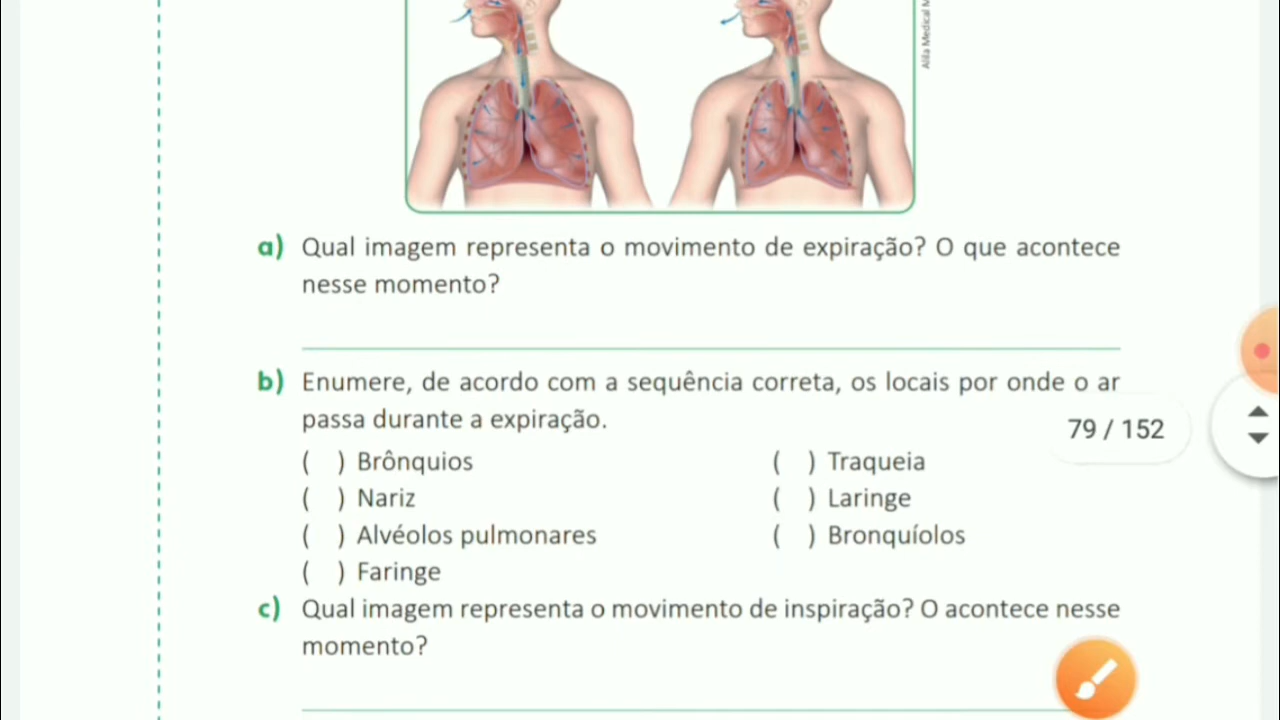 Alila Medical M
a) Qual imagem representa o movimento de expiração? O que acontece
nesse momento?
b) Enumere, de acordo com a sequência correta, os locais por onde o ar
passa durante a expiração.
79 / 152
( ) Brônquios ( ) Traqueia
( ) Nariz ( ) Laringe
( ) Alvéolos pulmonares ( ) Bronquíolos
( ) Faringe
c) Qual imagem representa o movimento de inspiração? O acontece nesse
momento?